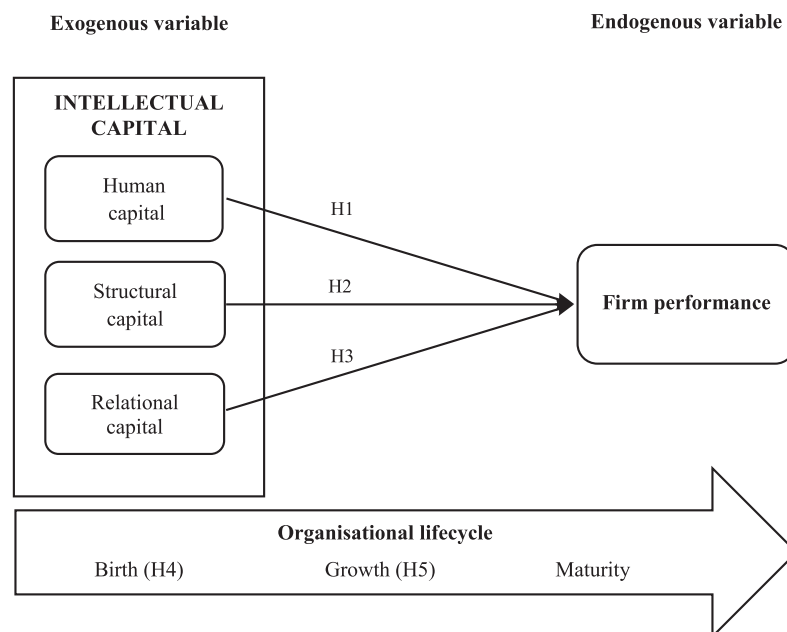 Exogenous variable
Endogenous variable
INTELLECTUAL
CAPITAL
Human
capital
H1
Structural
capital
H2
Firm performance
H3
Relational
capital
Organisational lifecycle
Birth (H4)
Growth (H5)
Maturity